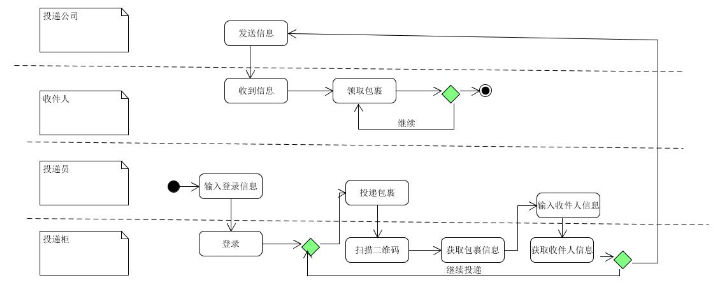 投递公司
发送信息
收件人
收到信息
领取包裹
继续
投递员
输入登录信息
投递包裹
输入收件人信息
投递柜
登录
扫描二维码
获取包裹信息
获取收件人信息
继续投递